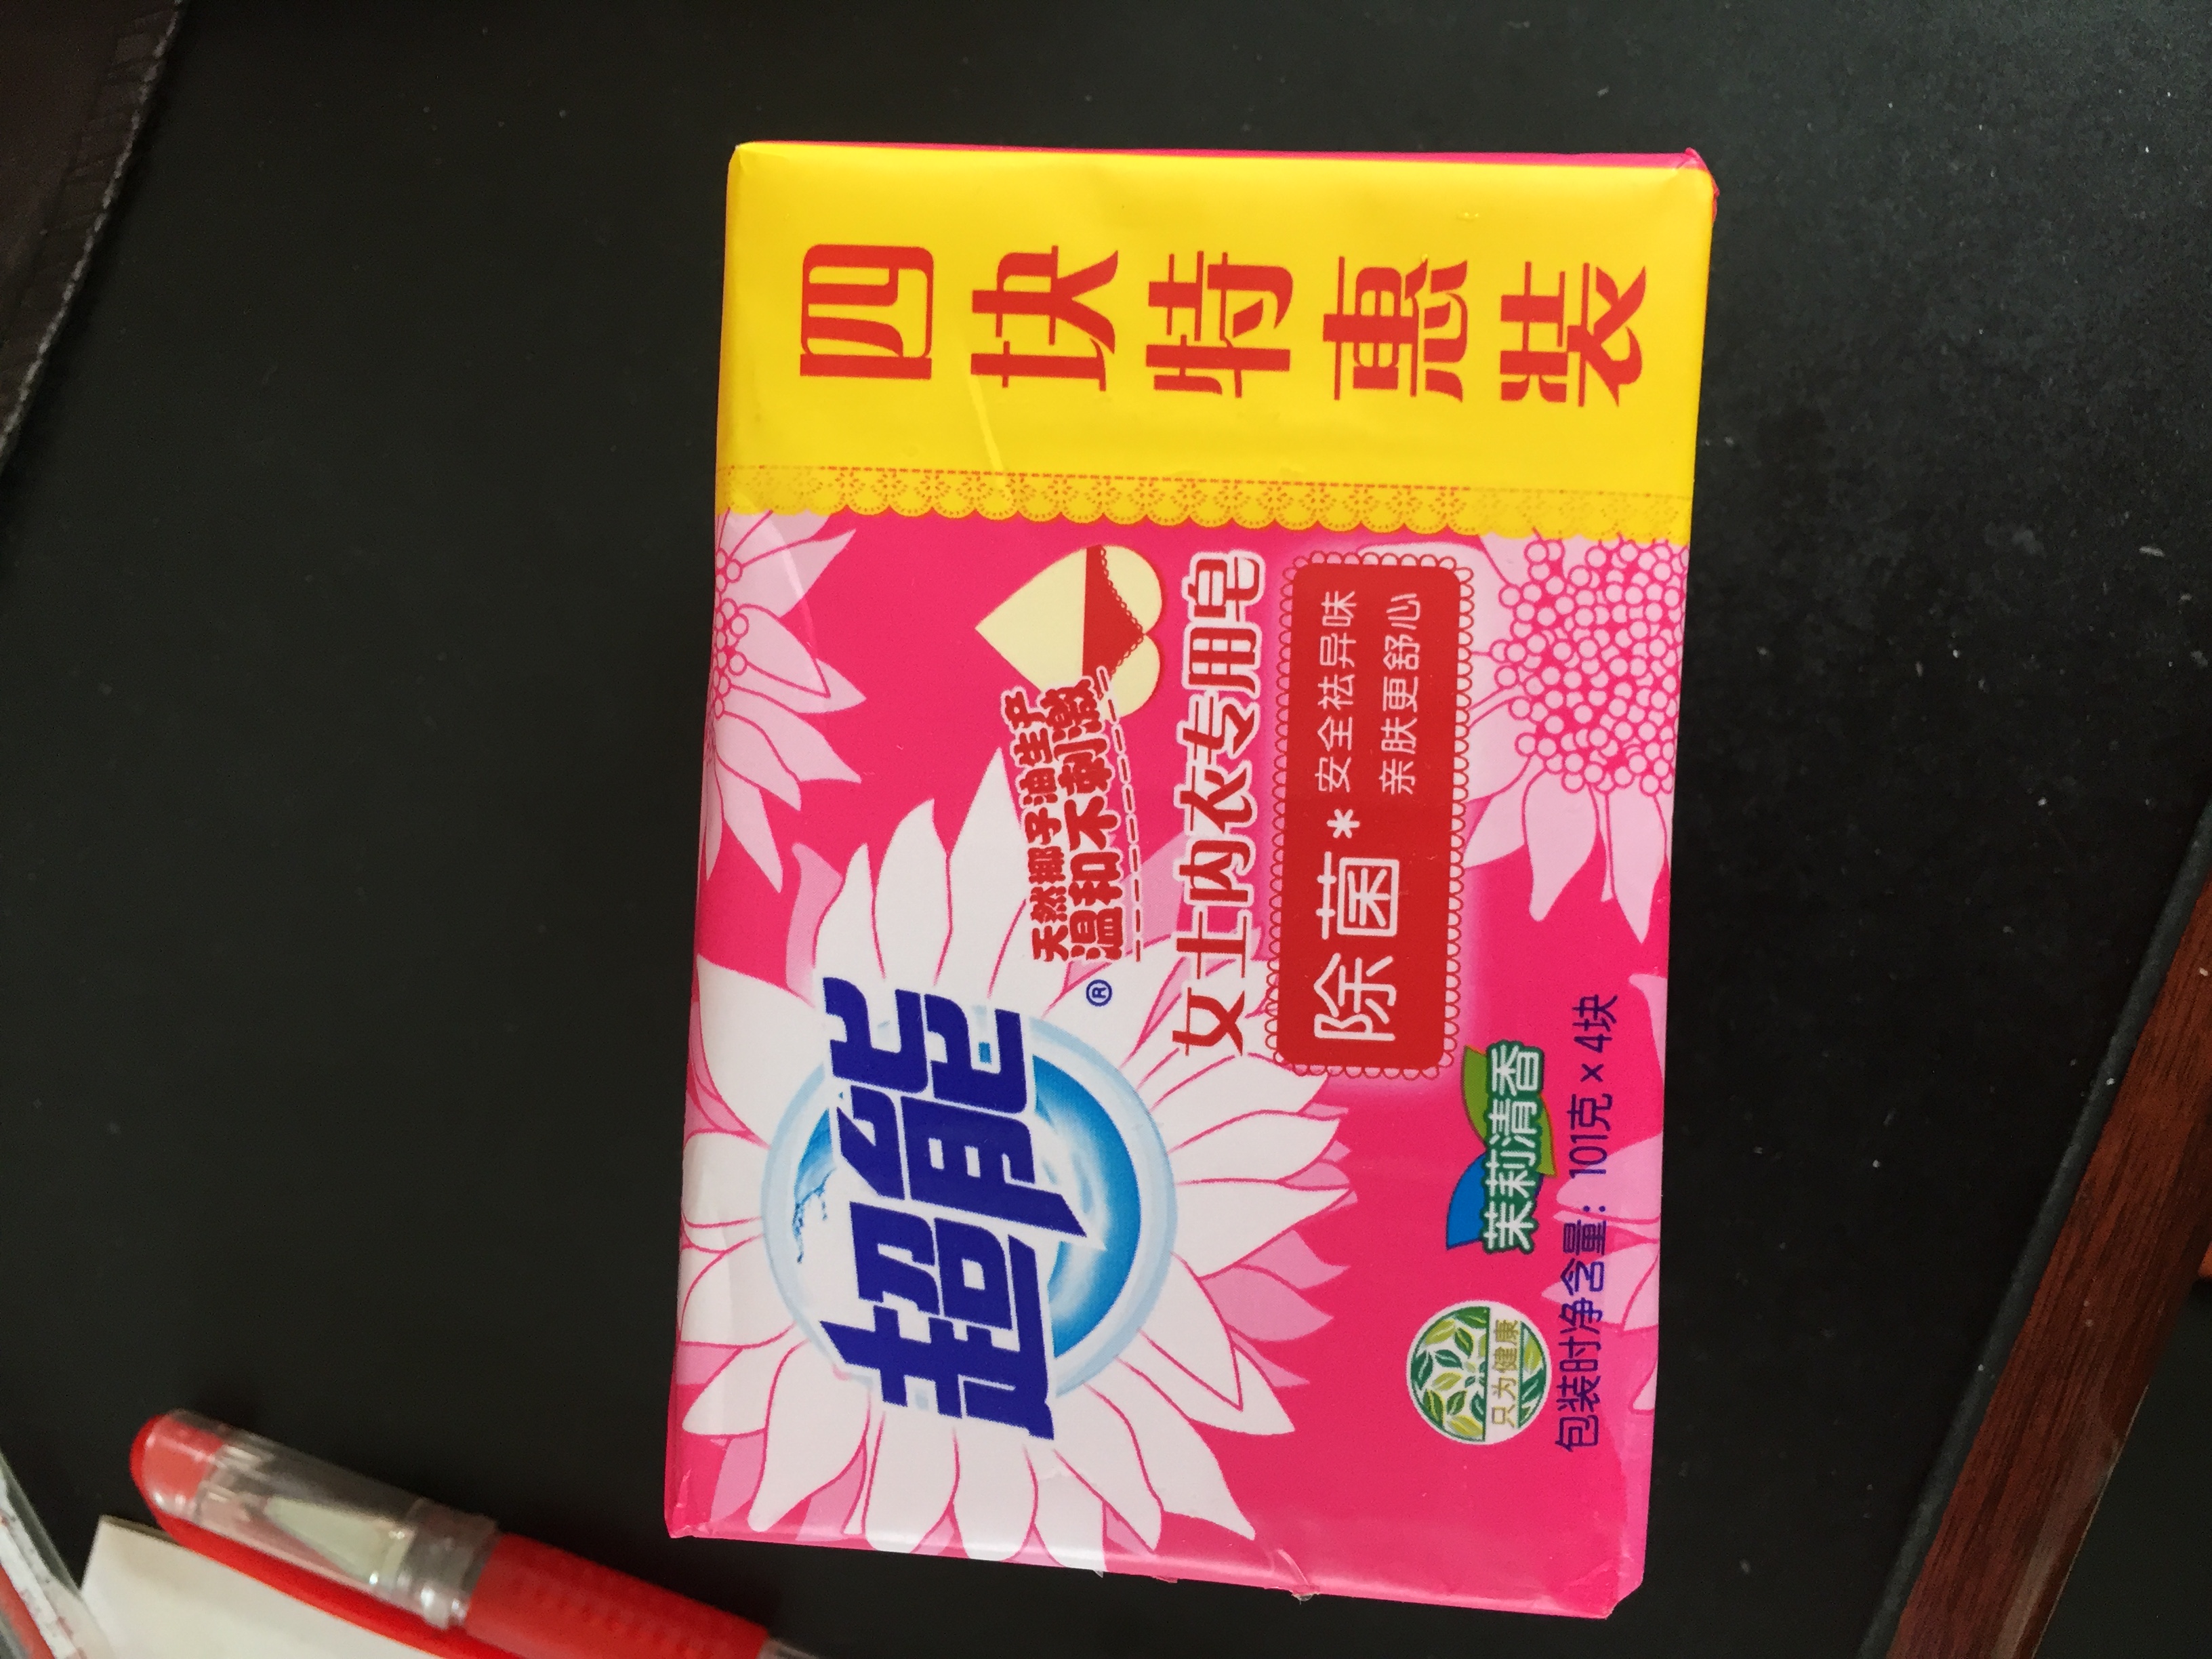 超能®
天然椰子油生产
温和不刺激
女士内衣专用皂
除菌*
安全祛异味
亲肤更舒心
茉莉清香
只为健康
包装时净含量：101克×4块
四块特惠装